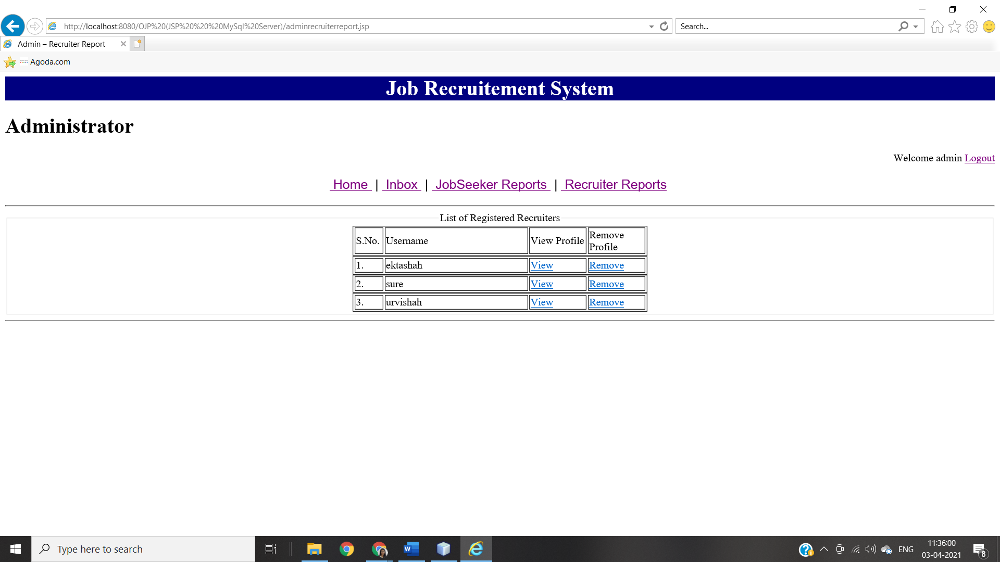 http://localhost:8080/OJP%20(JSP%20%20%20MySql%20Server)/adminrecruiterreport.jsp
Search...
Admin – Recruiter Report
Agoda.com
Job Recruitement System
Administrator
Welcome admin Logout
Home | Inbox | JobSeeker Reports | Recruiter Reports
List of Registered Recruiters
S.No. Username View Profile Remove Profile
1. ektashah View Remove
2. sure View Remove
3. urvishah View Remove
Type here to search
ENG
11:36:00
03-04-2021
8